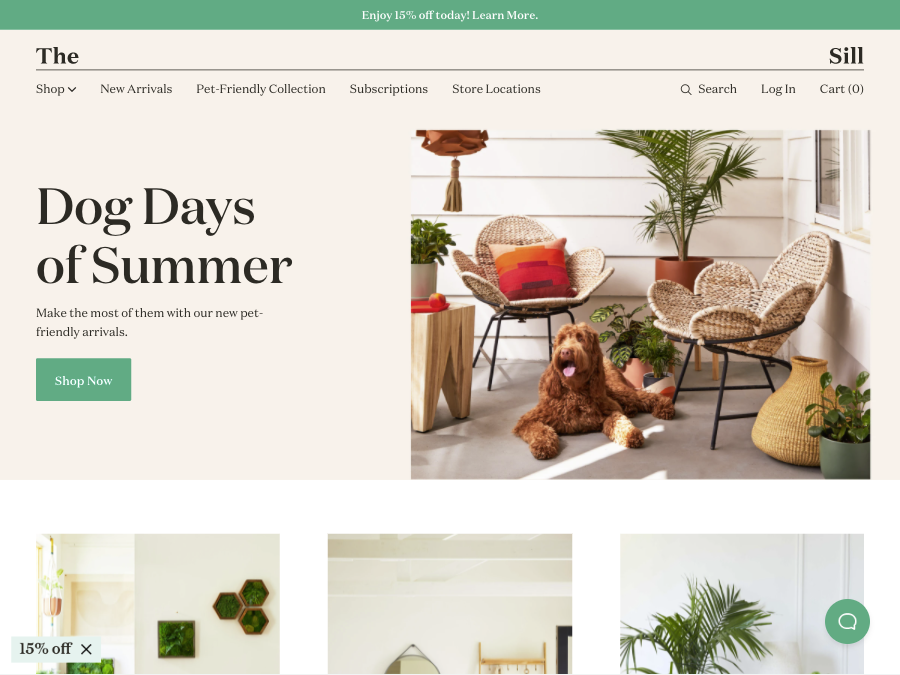 Enjoy 15% off today! Learn More.
The Sill
Shop New Arrivals Pet-Friendly Collection Subscriptions Store Locations Search Log In Cart (0)
Dog Days
of Summer
Make the most of them with our new pet-
friendly arrivals.
Shop Now
15% off